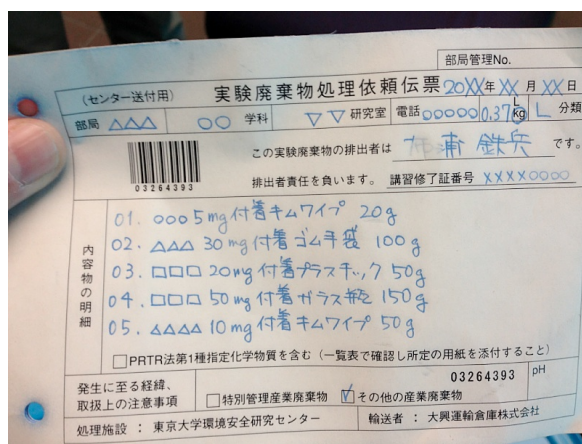 部局管理No.
(センター送付用) 実験廃棄物処理依頼伝票 20XX年 XX月 XX日
部局 △△△ ○○ 学科 ▽▽ 研究室 電話 ○○○○○ 0.37 L kg L 分類
03264393
この実験廃棄物の排出者は 鉄兵 です。
排出者責任を負います。 講習修了証番号 XXXX○○○○
内容物の明細
01. ○○○ 5mg 付着キムワイプ 20g
02. △△△ 30mg 付着ゴム手袋 100g
03. □□□ 20mg 付着プラスチック 50g
04. □□□ 50mg 付着ガラス瓶 150g
05. △△△△ 10mg 付着キムワイプ 50g
□PRTR法第1種指定化学物質を含む(一覧表で確認し所定の用紙を添付すること)
03264393 pH
発生に至る経緯、
取扱上の注意事項
□特別管理産業廃棄物 ☑その他の産業廃棄物
処理施設:東京大学環境安全研究センター 輸送者:大興運輸倉庫株式会社